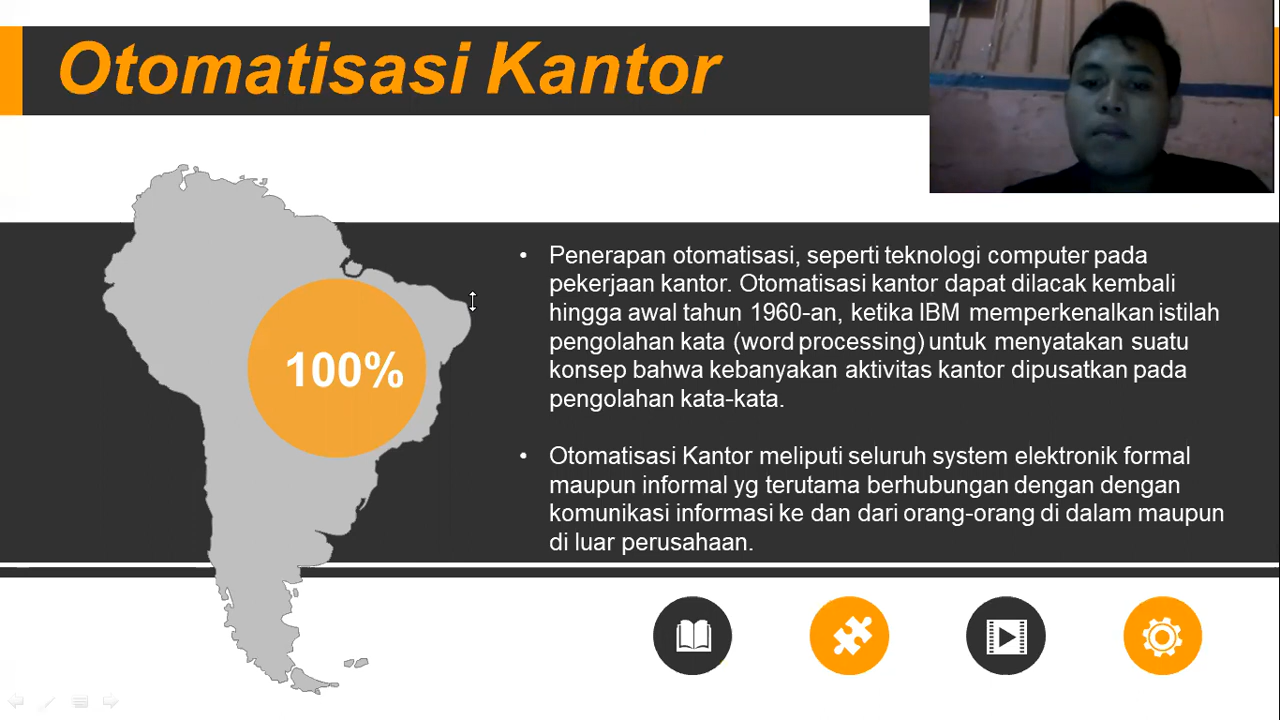 Otomatisasi Kantor
100%
• Penerapan otomatisasi, seperti teknologi computer pada
pekerjaan kantor. Otomatisasi kantor dapat dilacak kembali
hingga awal tahun 1960-an, ketika IBM memperkenalkan istilah
pengolahan kata (word processing) untuk menyatakan suatu
konsep bahwa kebanyakan aktivitas kantor dipusatkan pada
pengolahan kata-kata.
• Otomatisasi Kantor meliputi seluruh system elektronik formal
maupun informal yg terutama berhubungan dengan dengan
komunikasi informasi ke dan dari orang-orang di dalam maupun
di luar perusahaan.